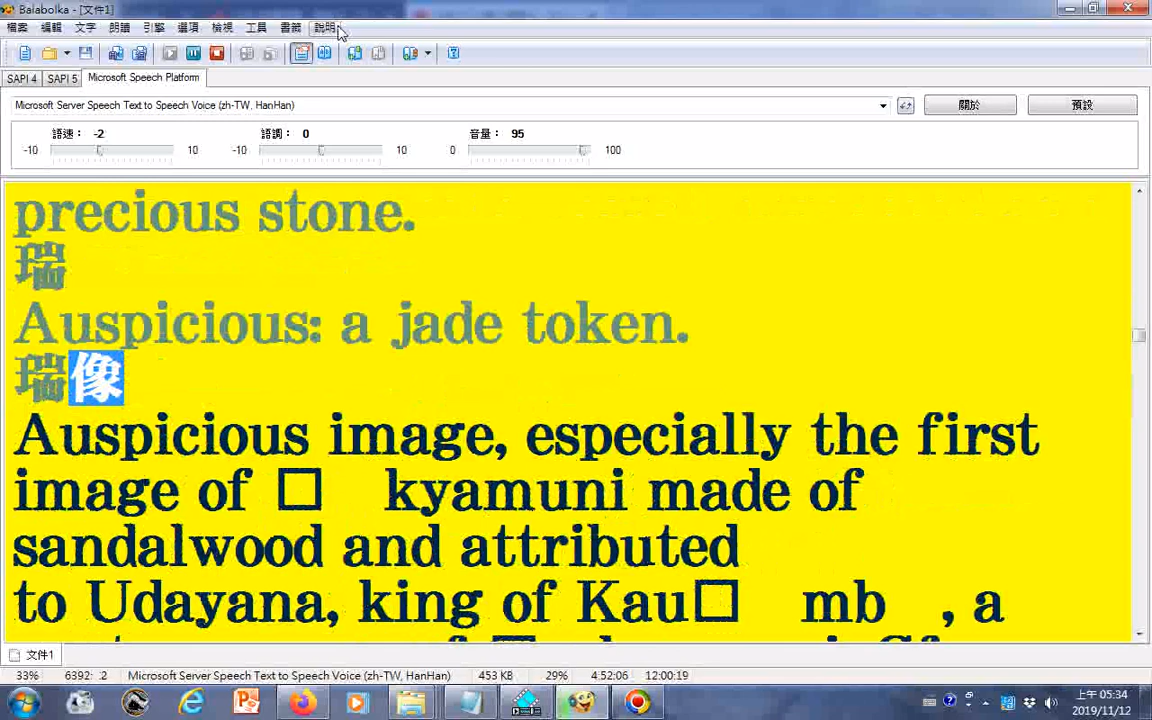 Balabolka - [文件1]
檔案 編輯 文字 朗讀 引擎 選項 檢視 工具 書籤 說明
SAPI 4 SAPI 5 Microsoft Speech Platform
Microsoft Server Speech Text to Speech Voice (zh-TW, HanHan) 關於 預設
語速： -2 語調： 0 音量： 95
-10 10 -10 10 0 100
precious stone.
瑞
Auspicious: a jade token.
瑞像
Auspicious image, especially the first
image of □ kyamuni made of
sandalwood and attributed
to Udayana, king of Kau□ mb , a
文件1
33% 6392: :2 Microsoft Server Speech Text to Speech Voice (zh-TW, HanHan) 453 KB 29% 4:52:06 12:00:19
上午 05:34
2019/11/12